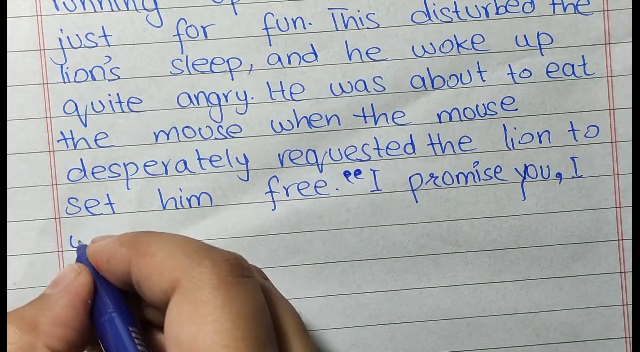 running
just for fun. This disturbed the
lion's sleep, and he woke up
quite angry. He was about to eat
the mouse when the mouse
desperately requested the lion to
set him free. "I promise you, I